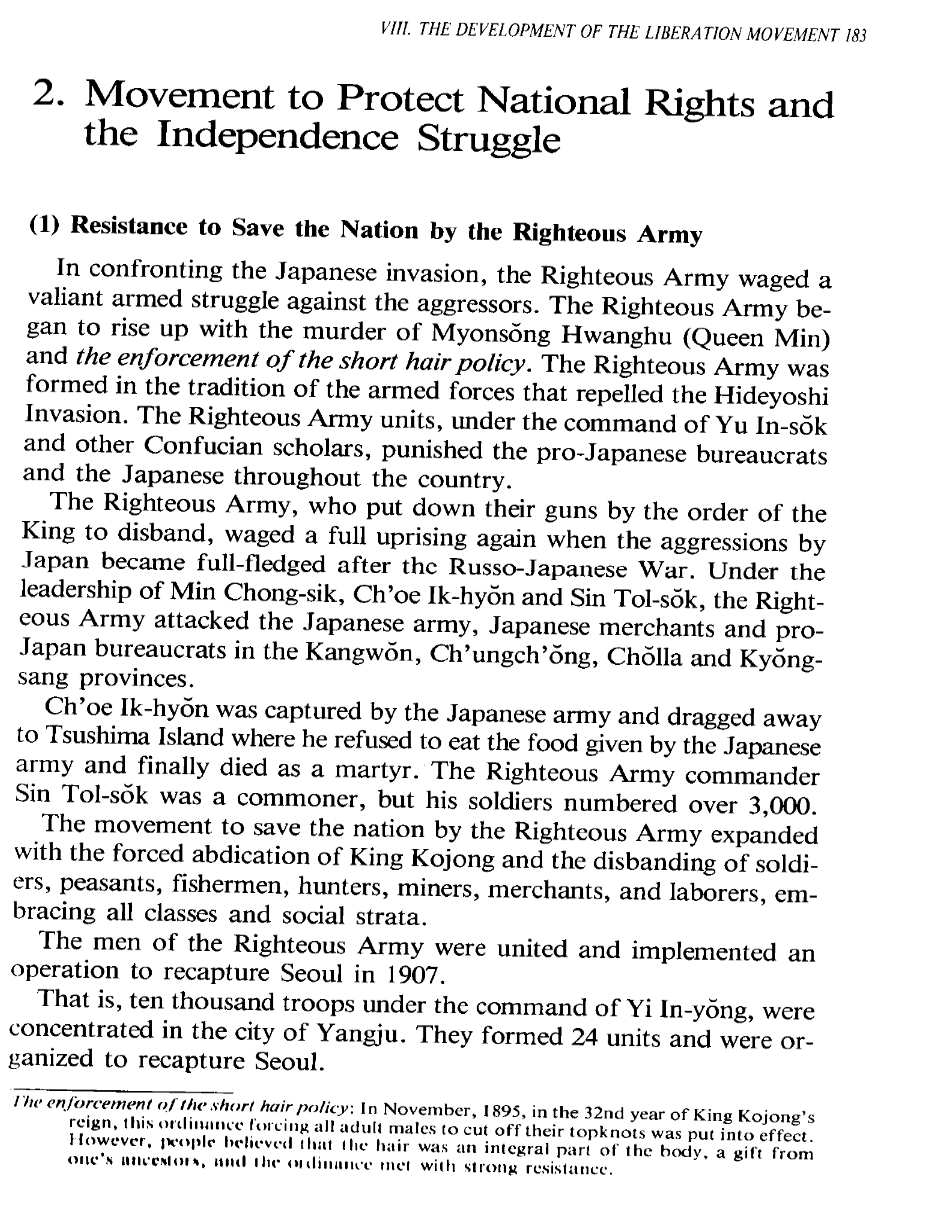 VIII. THE DEVELOPMENT OF THE LIBERATION MOVEMENT 183
2. Movement to Protect National Rights and
the Independence Struggle
(1) Resistance to Save the Nation by the Righteous Army
In confronting the Japanese invasion, the Righteous Army waged a
valiant armed struggle against the aggressors. The Righteous Army be-
gan to rise up with the murder of Myonsŏng Hwanghu (Queen Min)
and the enforcement of the short hair policy. The Righteous Army was
formed in the tradition of the armed forces that repelled the Hideyoshi
Invasion. The Righteous Army units, under the command of Yu In-sŏk
and other Confucian scholars, punished the pro-Japanese bureaucrats
and the Japanese throughout the country.
The Righteous Army, who put down their guns by the order of the
King to disband, waged a full uprising again when the aggressions by
Japan became full-fledged after the Russo-Japanese War. Under the
leadership of Min Chong-sik, Ch'oe Ik-hyŏn and Sin Tol-sŏk, the Right-
eous Army attacked the Japanese army, Japanese merchants and pro-
Japan bureaucrats in the Kangwŏn, Ch'ungch'ŏng, Chŏlla and Kyŏng-
sang provinces.
Ch'oe Ik-hyŏn was captured by the Japanese army and dragged away
to Tsushima Island where he refused to eat the food given by the Japanese
army and finally died as a martyr. The Righteous Army commander
Sin Tol-sŏk was a commoner, but his soldiers numbered over 3,000.
The movement to save the nation by the Righteous Army expanded
with the forced abdication of King Kojong and the disbanding of soldi-
ers, peasants, fishermen, hunters, miners, merchants, and laborers, em-
bracing all classes and social strata.
The men of the Righteous Army were united and implemented an
operation to recapture Seoul in 1907.
That is, ten thousand troops under the command of Yi In-yŏng, were
concentrated in the city of Yangju. They formed 24 units and were or-
ganized to recapture Seoul.
The enforcement of the short hair policy: In November, 1895, in the 32nd year of King Kojong's
reign, this ordinance forcing all adult males to cut off their topknots was put into effect.
However, people believed that the hair was an integral part of the body, a gift from
one's ancestors, and the ordinance met with strong resistance.